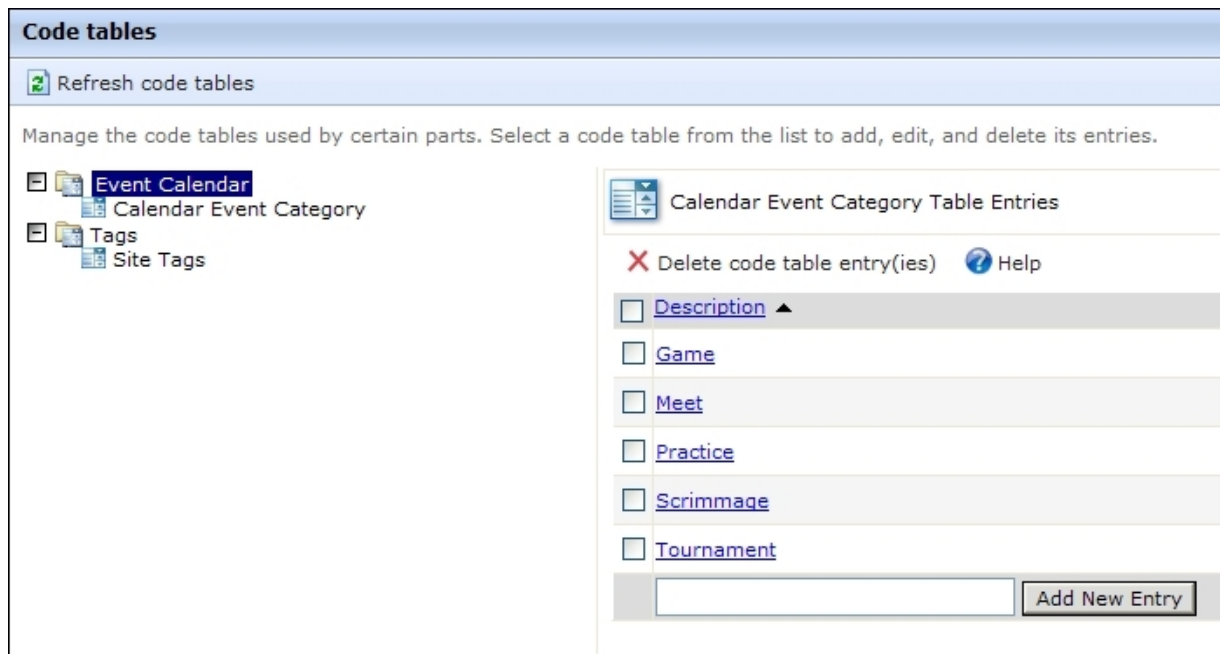 Code tables
Refresh code tables
Manage the code tables used by certain parts. Select a code table from the list to add, edit, and delete its entries.
Event Calendar
Calendar Event Category
Tags
Site Tags
Calendar Event Category Table Entries
Delete code table entry(ies) Help
Description
Game
Meet
Practice
Scrimmage
Tournament
Add New Entry